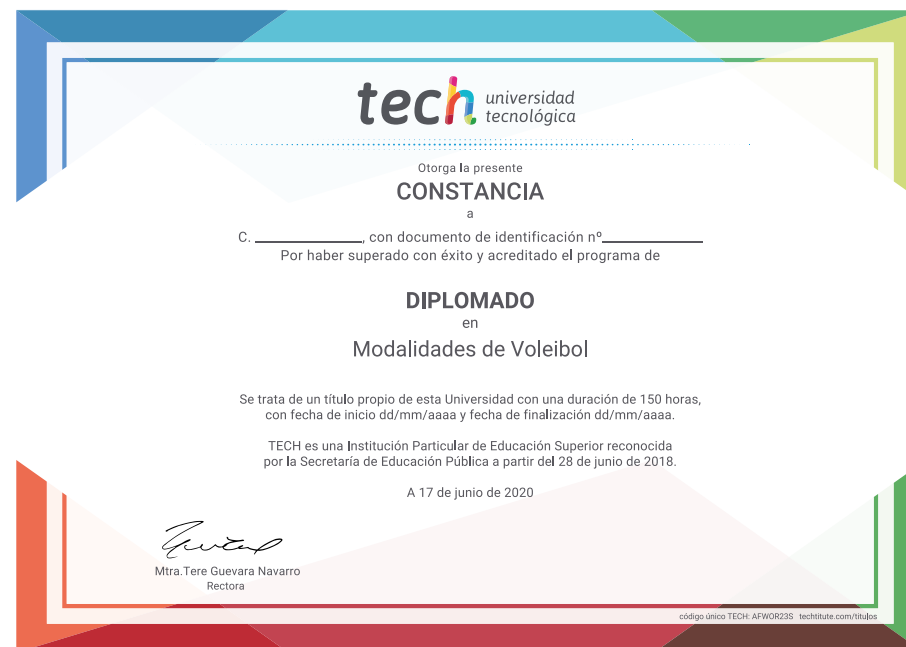 tech universidad
tecnológica
Otorga la presente
CONSTANCIA
a
C. ____________, con documento de identificación nº____________
Por haber superado con éxito y acreditado el programa de
DIPLOMADO
en
Modalidades de Voleibol
Se trata de un título propio de esta Universidad con una duración de 150 horas,
con fecha de inicio dd/mm/aaaa y fecha de finalización dd/mm/aaaa.
TECH es una Institución Particular de Educación Superior reconocida
por la Secretaría de Educación Pública a partir del 28 de junio de 2018.
A 17 de junio de 2020
Mtra.Tere Guevara Navarro
Rectora
código único TECH: AFWOR23S techtitute.com/titulos